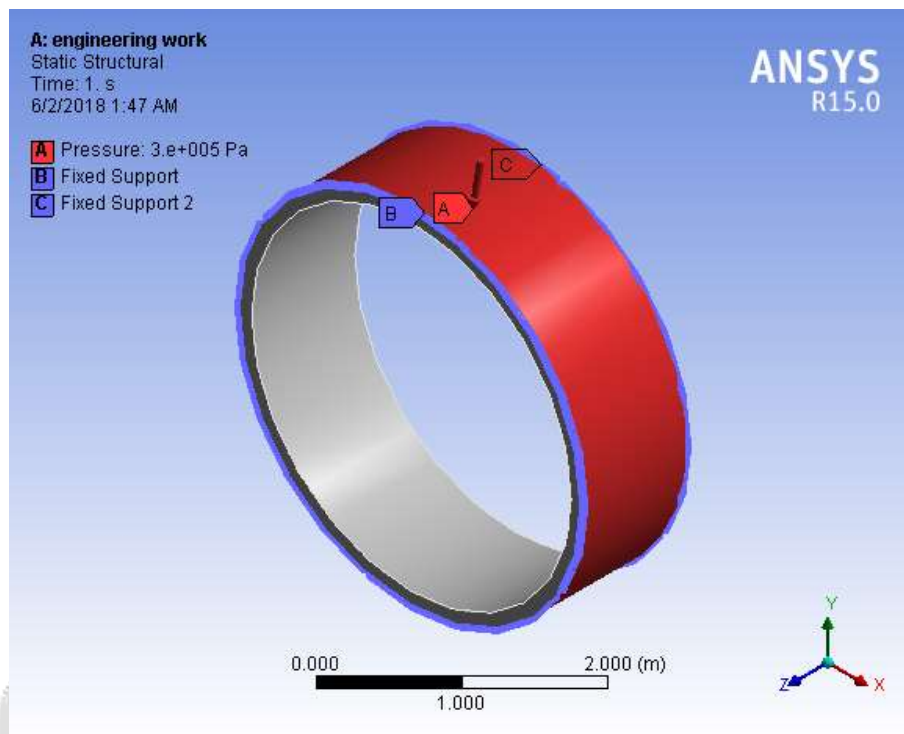 A: engineering work
Static Structural
Time: 1. s
6/2/2018 1:47 AM
A Pressure: 3.e+005 Pa
B Fixed Support
C Fixed Support 2
ANSYS
R15.0
C
B
A
0.000
2.000 (m)
1.000
Y
Z
X